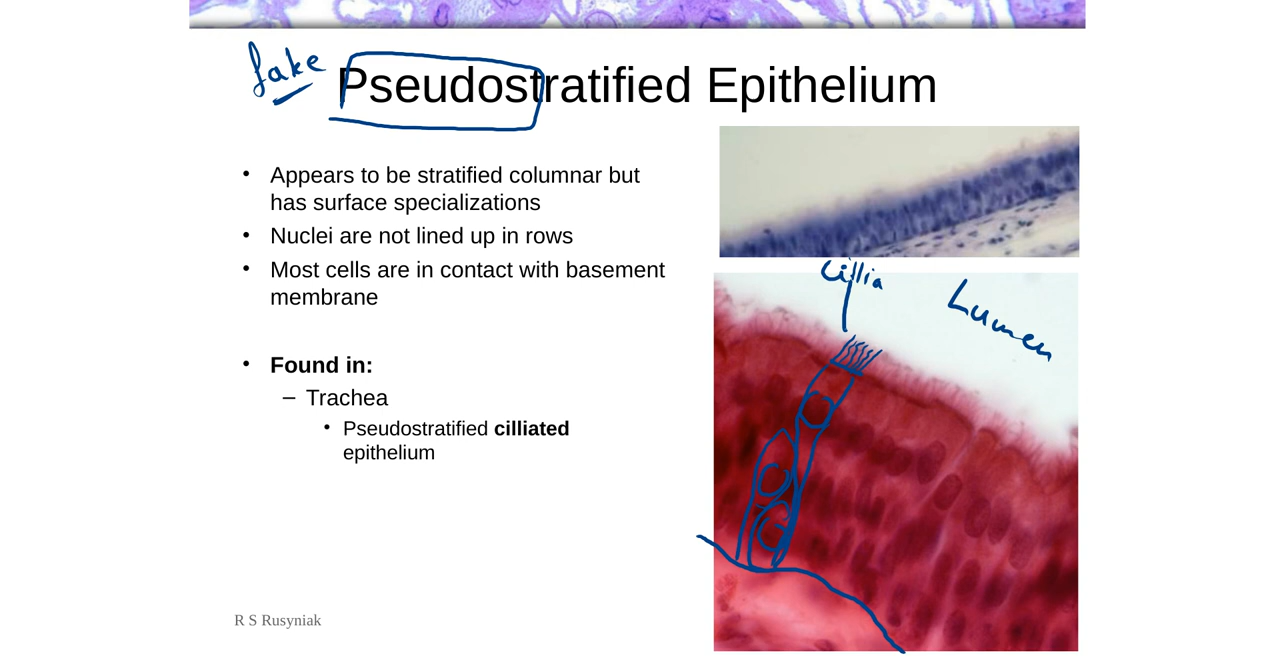 fake
Pseudostratified Epithelium
• Appears to be stratified columnar but
has surface specializations
• Nuclei are not lined up in rows
• Most cells are in contact with basement
membrane
• Found in:
– Trachea
• Pseudostratified cilliated
epithelium
cillia
Lumen
R S Rusyniak